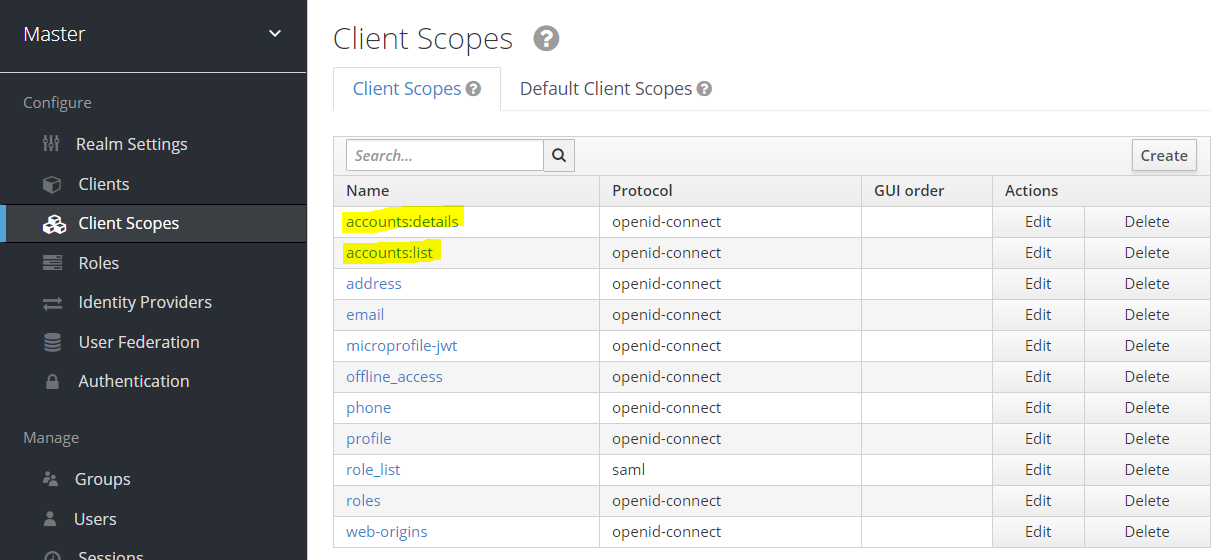 Master
Configure
Realm Settings
Clients
Client Scopes
Roles
Identity Providers
User Federation
Authentication
Manage
Groups
Users
Sessions
Client Scopes ?
Client Scopes ? Default Client Scopes ?
Search... Create
Name Protocol GUI order Actions
accounts:details openid-connect Edit Delete
accounts:list openid-connect Edit Delete
address openid-connect Edit Delete
email openid-connect Edit Delete
microprofile-jwt openid-connect Edit Delete
offline_access openid-connect Edit Delete
phone openid-connect Edit Delete
profile openid-connect Edit Delete
role_list saml Edit Delete
roles openid-connect Edit Delete
web-origins openid-connect Edit Delete